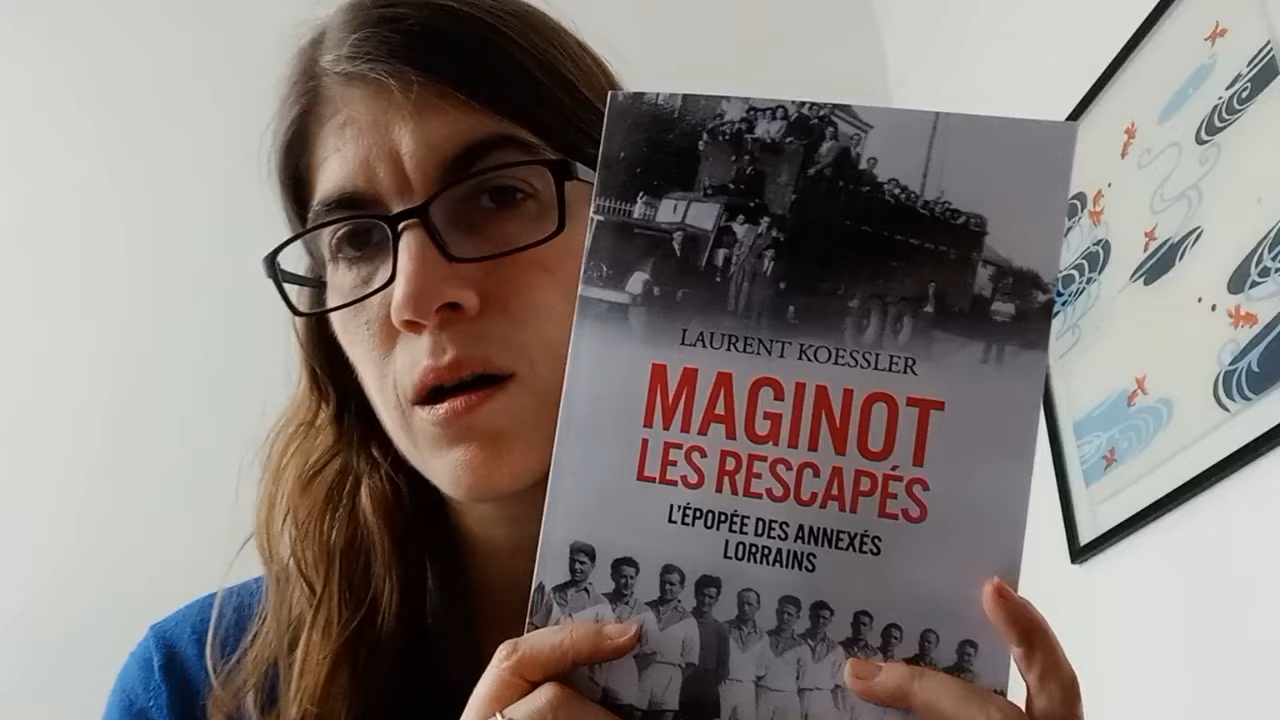 LAURENT KOESSLER
MAGINOT
LES RESCAPÉS
L'ÉPOPÉE DES ANNEXÉS
LORRAINS